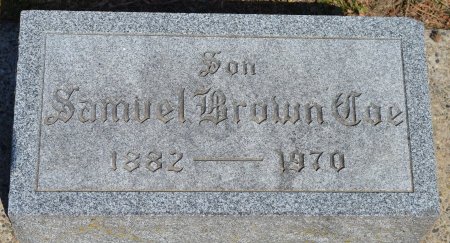 Son
Samuel Brown Coe
1882 — 1970